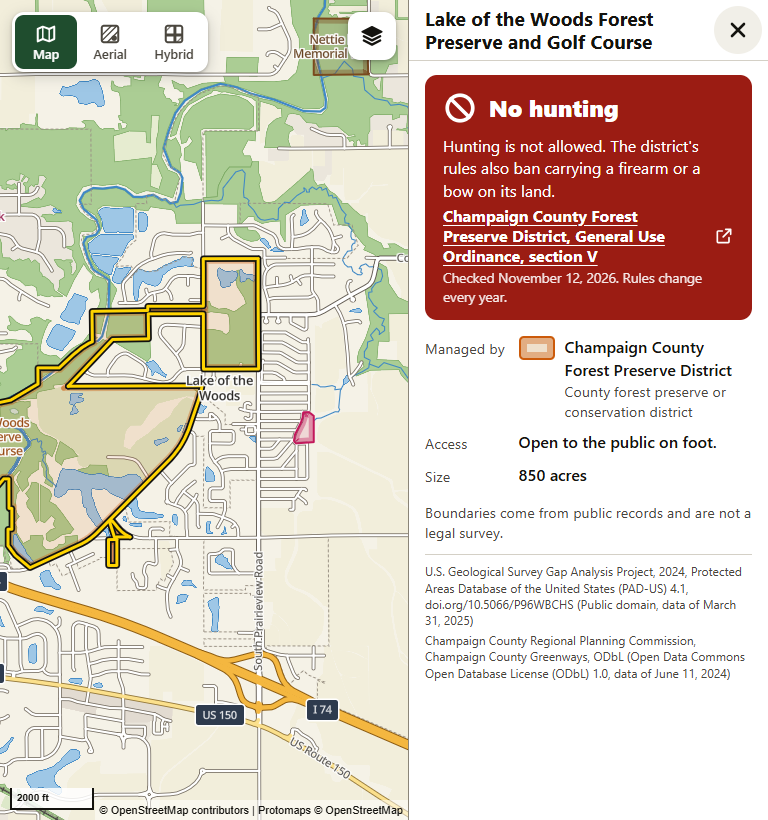 Map
Aerial
Hybrid
Nettie
Memorial
Lake of the
Woods
Woods
erve
urse
Co
South Prairieview Road
US 150
I 74
US Route 150
2000 ft
© OpenStreetMap contributors | Protomaps © OpenStreetMap
Lake of the Woods Forest
Preserve and Golf Course
No hunting
Hunting is not allowed. The district's
rules also ban carrying a firearm or a
bow on its land.
Champaign County Forest
Preserve District, General Use
Ordinance, section V
Checked November 12, 2026. Rules change
every year.
Managed by
Champaign County
Forest Preserve District
County forest preserve or
conservation district
Access
Open to the public on foot.
Size
850 acres
Boundaries come from public records and are not a
legal survey.
U.S. Geological Survey Gap Analysis Project, 2024, Protected
Areas Database of the United States (PAD-US) 4.1,
doi.org/10.5066/P96WBCHS (Public domain, data of March
31, 2025)
Champaign County Regional Planning Commission,
Champaign County Greenways, ODbL (Open Data Commons
Open Database License (ODbL) 1.0, data of June 11, 2024)